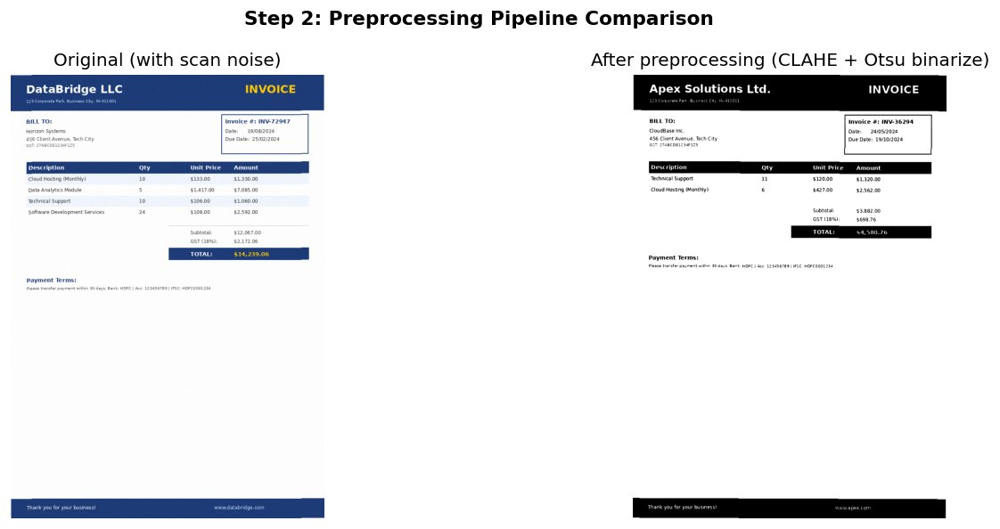 Step 2: Preprocessing Pipeline Comparison
Original (with scan noise)
DataBridge LLC
INVOICE
123 Corporate Park, Business City, IN-411001
BILL TO:
Horizon Systems
456 Client Avenue, Tech City
GST: 27ABCDE1234F1Z5
Invoice #: INV-72947
Date: 19/08/2024
Due Date: 25/02/2024
Description Qty Unit Price Amount
Cloud Hosting (Monthly) 10 $133.00 $1,330.00
Data Analytics Module 5 $1,417.00 $7,085.00
Technical Support 10 $106.00 $1,060.00
Software Development Services 24 $108.00 $2,592.00
Subtotal: $12,067.00
GST (18%): $2,172.06
TOTAL: $14,239.06
Payment Terms:
Please transfer payment within 30 days. Bank: HDFC | Acc: 123456789 | IFSC: HDFC0001234
Thank you for your business!
www.databridge.com
After preprocessing (CLAHE + Otsu binarize)
Apex Solutions Ltd.
INVOICE
123 Corporate Park, Business City, IN-411001
BILL TO:
CloudBase Inc.
456 Client Avenue, Tech City
GST: 27ABCDE1234F1Z5
Invoice #: INV-36294
Date: 24/05/2024
Due Date: 19/10/2024
Description Qty Unit Price Amount
Technical Support 11 $120.00 $1,320.00
Cloud Hosting (Monthly) 6 $427.00 $2,562.00
Subtotal: $3,882.00
GST (18%): $698.76
TOTAL: $4,580.76
Payment Terms:
Please transfer payment within 30 days. Bank: HDFC | Acc: 123456789 | IFSC: HDFC0001234
Thank you for your business!
www.apex.com